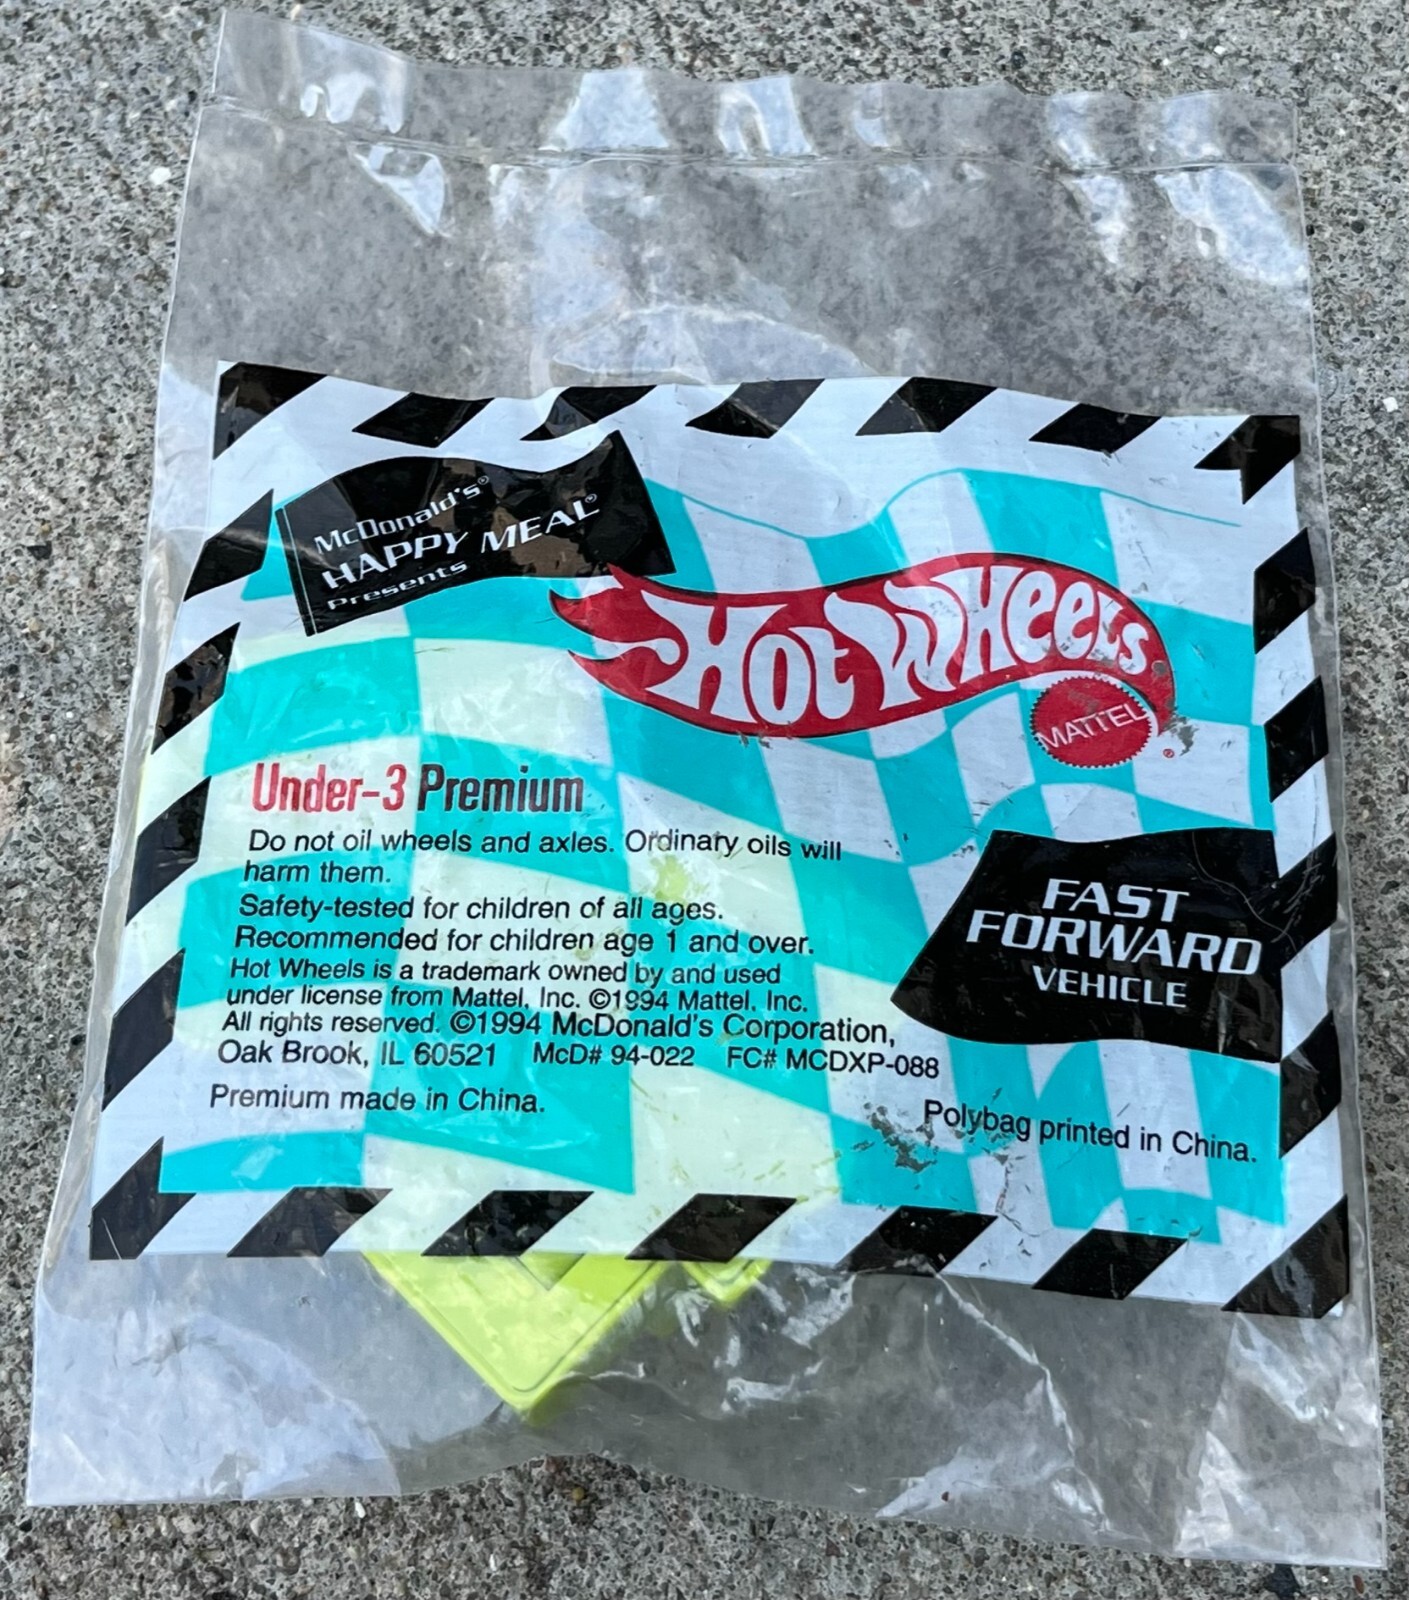 McDonald's®
HAPPY MEAL®
Presents
HOT WHEELS
MATTEL
®
Under-3 Premium
Do not oil wheels and axles. Ordinary oils will
harm them.
Safety-tested for children of all ages.
Recommended for children age 1 and over.
Hot Wheels is a trademark owned by and used
under license from Mattel, Inc. ©1994 Mattel, Inc.
All rights reserved. ©1994 McDonald's Corporation,
Oak Brook, IL 60521 McD# 94-022 FC# MCDXP-088
Premium made in China.
FAST
FORWARD
VEHICLE
Polybag printed in China.